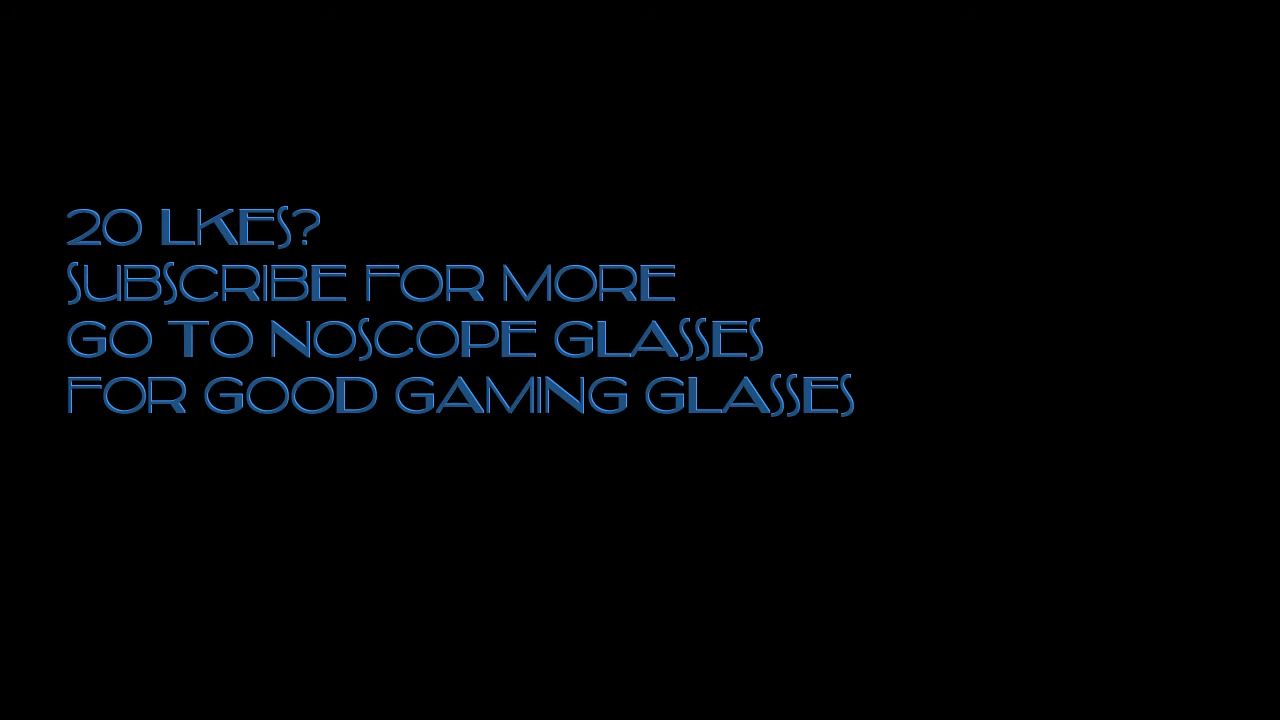 20 LKES?
SUBSCRIBE FOR MORE
GO TO NOSCOPE GLASSES
FOR GOOD GAMING GLASSES